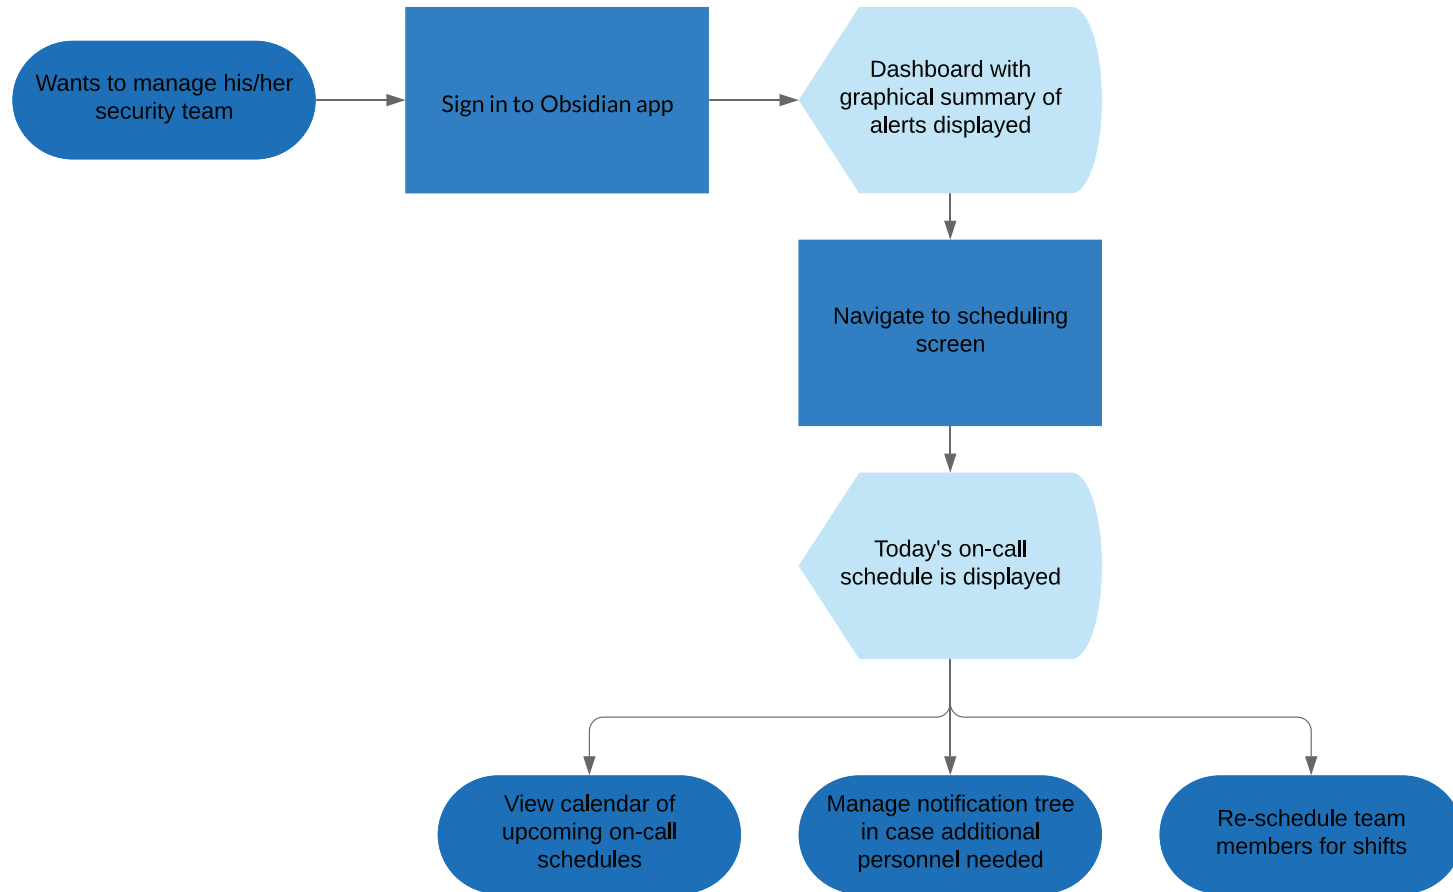 Wants to manage his/her
security team
Sign in to Obsidian app
Dashboard with
graphical summary of
alerts displayed
Navigate to scheduling
screen
Today's on-call
schedule is displayed
View calendar of
upcoming on-call
schedules
Manage notification tree
in case additional
personnel needed
Re-schedule team
members for shifts